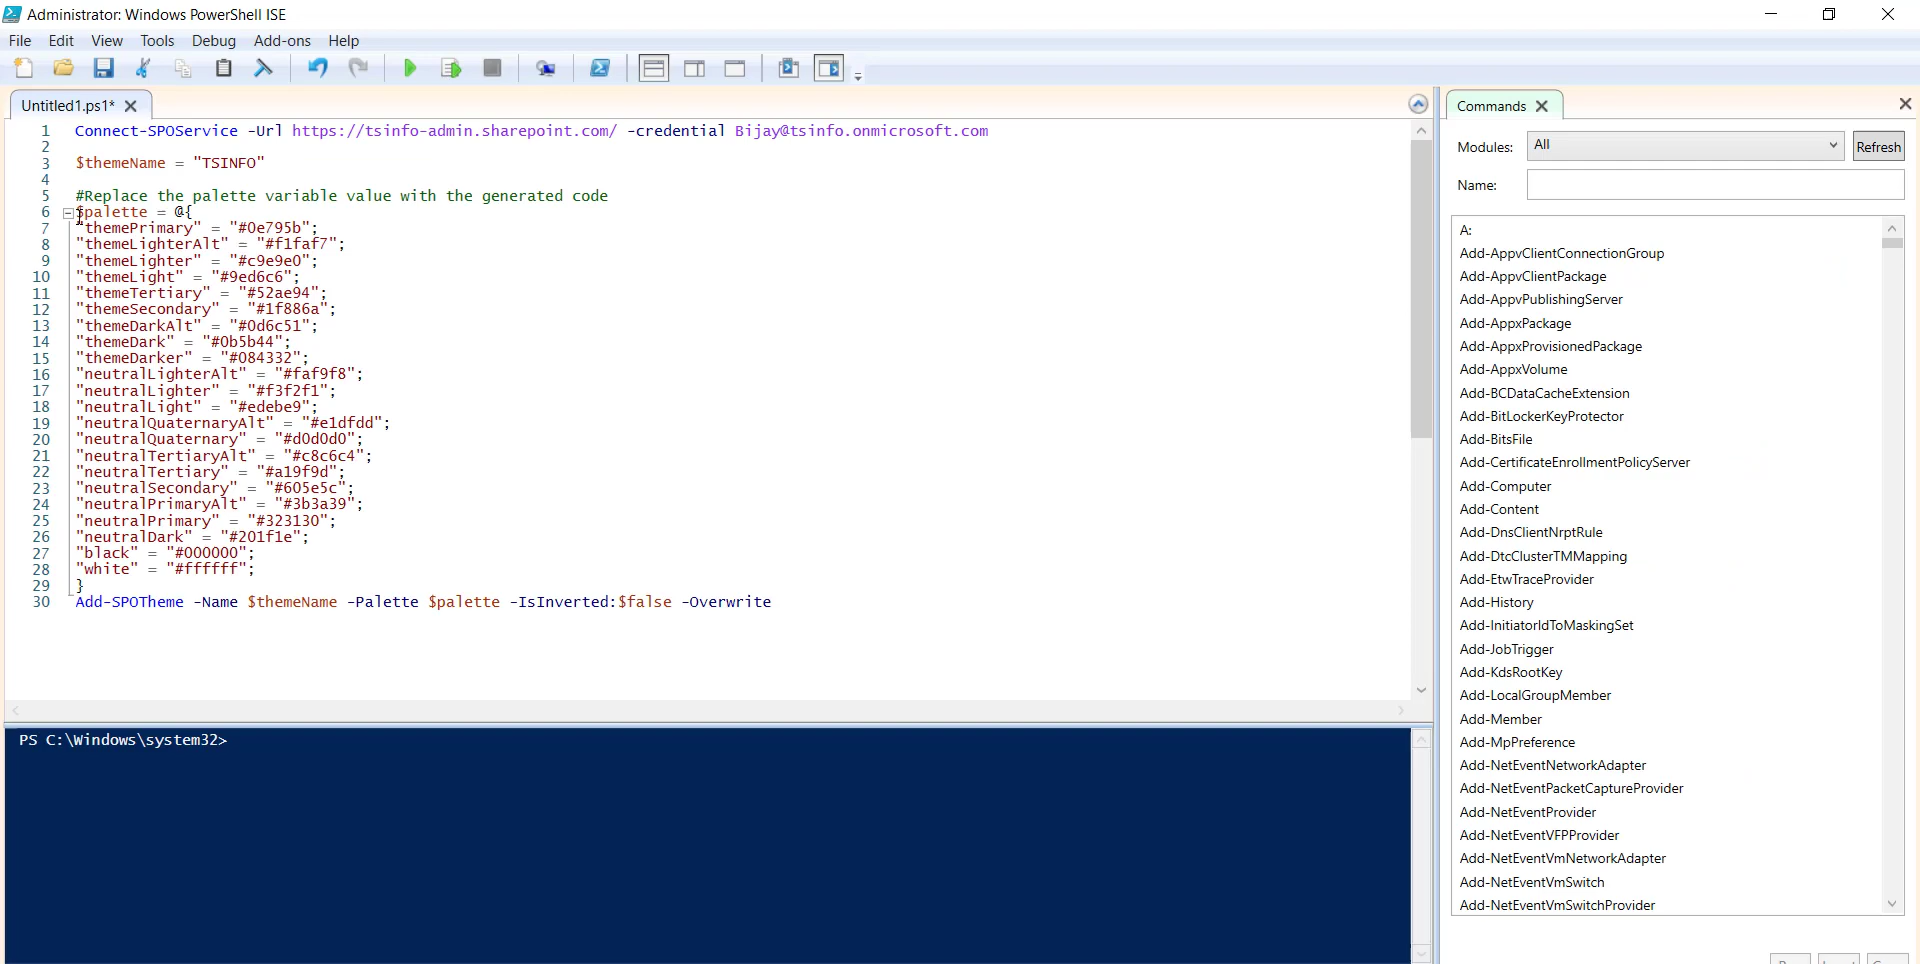 Administrator: Windows PowerShell ISE
File Edit View Tools Debug Add-ons Help
Untitled1.ps1*
1 Connect-SPOService -Url https://tsinfo-admin.sharepoint.com/ -credential Bijay@tsinfo.onmicrosoft.com
2
3 $themeName = "TSINFO"
4
5 #Replace the palette variable value with the generated code
6 $palette = @{
7 "themePrimary" = "#0e795b";
8 "themeLighterAlt" = "#f1faf7";
9 "themeLighter" = "#c9e9e0";
10 "themeLight" = "#9ed6c6";
11 "themeTertiary" = "#52ae94";
12 "themeSecondary" = "#1f886a";
13 "themeDarkAlt" = "#0d6c51";
14 "themeDark" = "#0b5b44";
15 "themeDarker" = "#084332";
16 "neutralLighterAlt" = "#faf9f8";
17 "neutralLighter" = "#f3f2f1";
18 "neutralLight" = "#edebe9";
19 "neutralQuaternaryAlt" = "#e1dfdd";
20 "neutralQuaternary" = "#d0d0d0";
21 "neutralTertiaryAlt" = "#c8c6c4";
22 "neutralTertiary" = "#a19f9d";
23 "neutralSecondary" = "#605e5c";
24 "neutralPrimaryAlt" = "#3b3a39";
25 "neutralPrimary" = "#323130";
26 "neutralDark" = "#201f1e";
27 "black" = "#000000";
28 "white" = "#ffffff";
29 }
30 Add-SPOTheme -Name $themeName -Palette $palette -IsInverted:$false -Overwrite
PS C:\Windows\system32>
Commands
Modules: All Refresh
Name:
A:
Add-AppvClientConnectionGroup
Add-AppvClientPackage
Add-AppvPublishingServer
Add-AppxPackage
Add-AppxProvisionedPackage
Add-AppxVolume
Add-BCDataCacheExtension
Add-BitLockerKeyProtector
Add-BitsFile
Add-CertificateEnrollmentPolicyServer
Add-Computer
Add-Content
Add-DnsClientNrptRule
Add-DtcClusterTMMapping
Add-EtwTraceProvider
Add-History
Add-InitiatorIdToMaskingSet
Add-JobTrigger
Add-KdsRootKey
Add-LocalGroupMember
Add-Member
Add-MpPreference
Add-NetEventNetworkAdapter
Add-NetEventPacketCaptureProvider
Add-NetEventProvider
Add-NetEventVFPProvider
Add-NetEventVmNetworkAdapter
Add-NetEventVmSwitch
Add-NetEventVmSwitchProvider